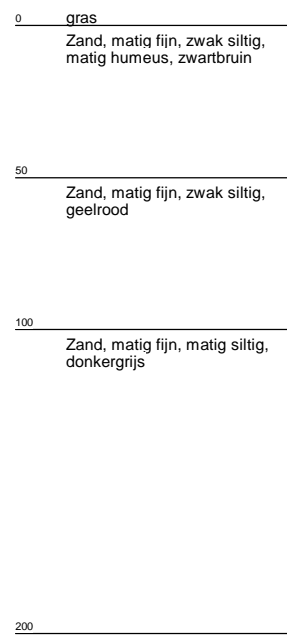 0 gras
Zand, matig fijn, zwak siltig,
matig humeus, zwartbruin
50
Zand, matig fijn, zwak siltig,
geelrood
100
Zand, matig fijn, matig siltig,
donkergrijs
200